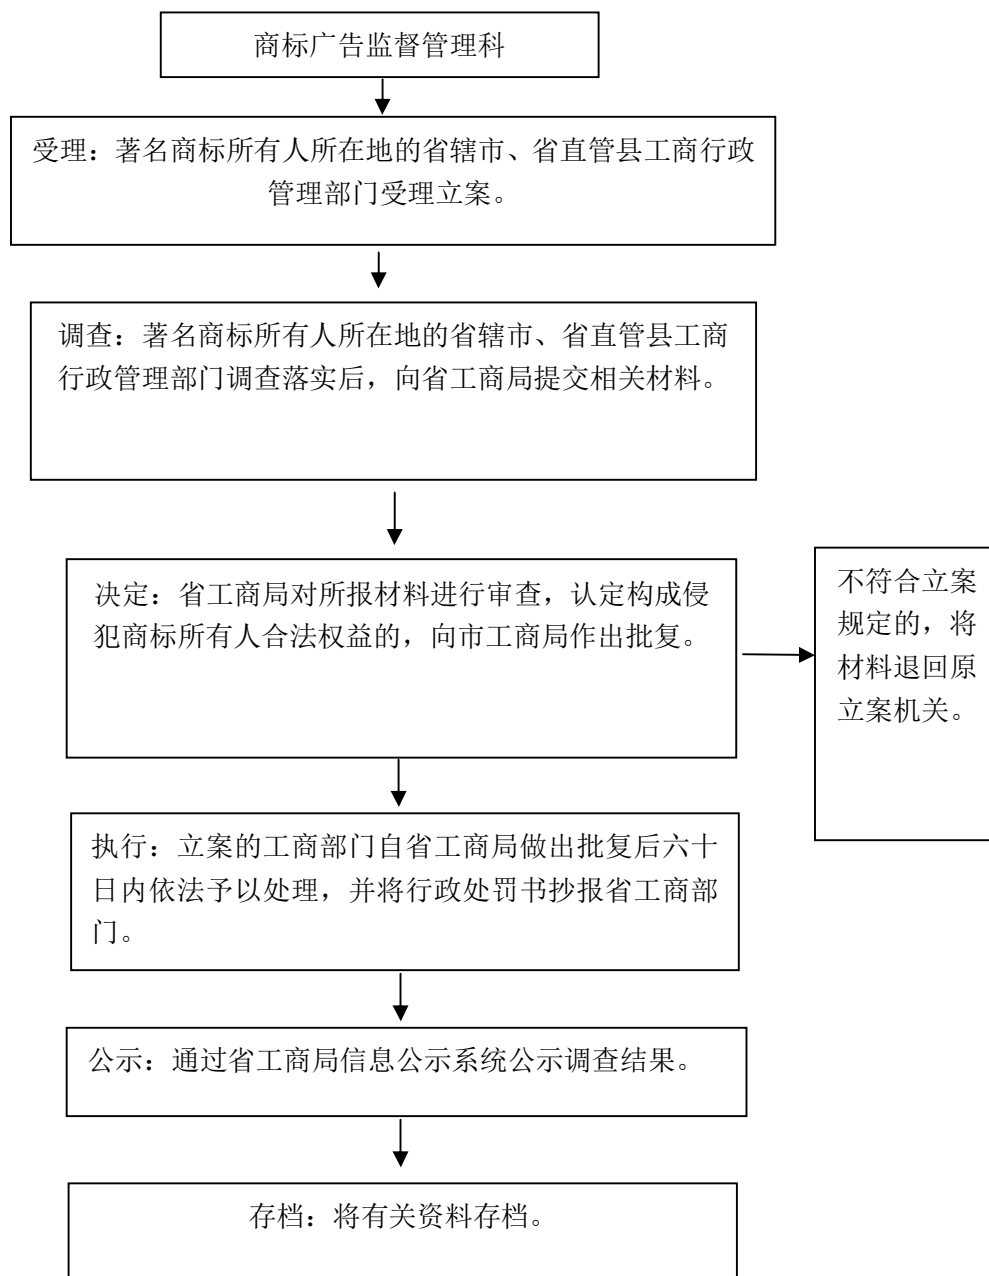 商标广告监督管理科
受理：著名商标所有人所在地的省辖市、省直管县工商行政
管理部门受理立案。
调查：著名商标所有人所在地的省辖市、省直管县工商
行政管理部门调查落实后，向省工商局提交相关材料。
决定：省工商局对所报材料进行审查，认定构成侵
犯商标所有人合法权益的，向市工商局作出批复。
不符合立案
规定的，将
材料退回原
立案机关。
执行：立案的工商部门自省工商局做出批复后六十
日内依法予以处理，并将行政处罚书抄报省工商部
门。
公示：通过省工商局信息公示系统公示调查结果。
存档：将有关资料存档。